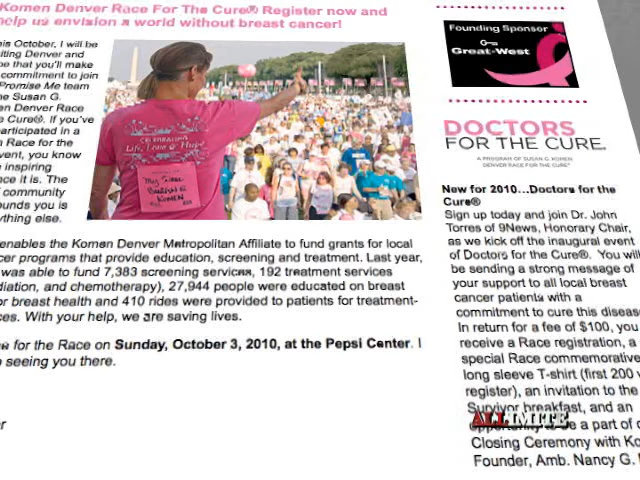 Komen Denver Race For The Cure® Register now and
help us envision a world without breast cancer!
his October, I will be
iting Denver and
pe that you'll make
commitment to join
Promise Me team
he Susan G.
en Denver Race
e Cure®. If you've
articipated in a
Race for the
vent, you know
inspiring
ce it is. The
community
unds you is
ything else.
CELEBRATING
Life, Love & Hope
enables the Komen Denver Metropolitan Affiliate to fund grants for local
cer programs that provide education, screening and treatment. Last year,
was able to fund 7,383 screening services, 192 treatment services
diation, and chemotherapy), 27,944 people were educated on breast
or breast health and 410 rides were provided to patients for treatment-
ces. With your help, we are saving lives.
for the Race on Sunday, October 3, 2010, at the Pepsi Center. I
seeing you there.
er
Founding Sponsor
Great-West
DOCTORS
FOR THE CURE
A PROGRAM OF SUSAN G. KOMEN
DENVER RACE FOR THE CURE®
New for 2010...Doctors for the
Cure®
Sign up today and join Dr. John
Torres of 9News, Honorary Chair,
as we kick off the inaugural event
of Doctors for the Cure®. You will
be sending a strong message of
your support to all local breast
cancer patients with a
commitment to cure this disease
In return for a fee of $100, you
receive a Race registration, a
special Race commemorative
long sleeve T-shirt (first 200
register), an invitation to the
Survivor breakfast, and an
opportunity to be a part of
ALLIMITE
Closing Ceremony with Ko
Founder, Amb. Nancy G.